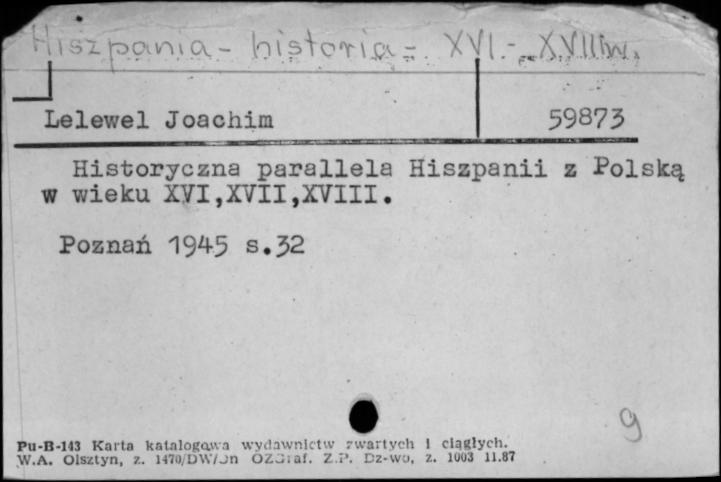 Hiszpania - historia - XVI - XVIII w.
Lelewel Joachim 59873
Historyczna parallela Hiszpanii z Polską
w wieku XVI,XVII,XVIII.
Poznań 1945 s.32
9
Pu-B-143 Karta katalogowa wydawnictw zwartych i ciągłych.
W.A. Olsztyn, z. 1470/DW/Jn OZGraf. Z.P. Dz-wo, z. 1003 11.87